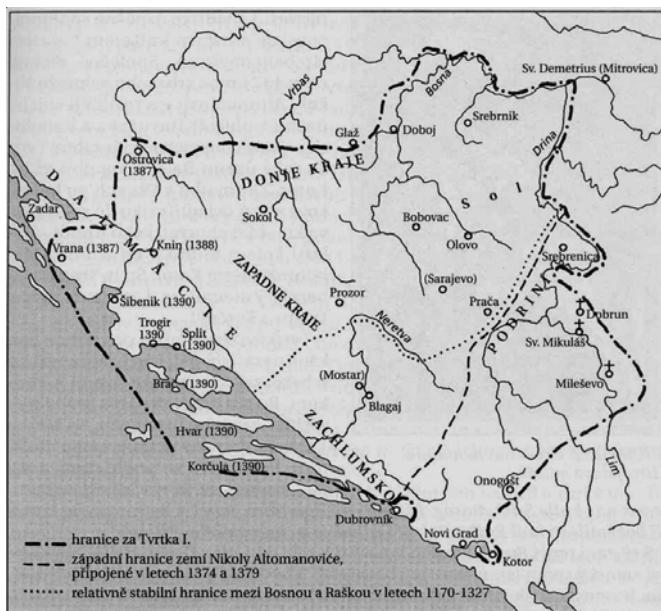 Sv. Demetrius (Mitrovica)
Vrbas
Bosna
Srebrnik
Glaž
Doboj
Drina
Ostrovica
(1387)
DONJE KRAJE
DALMACIE
Zadar
Sokol
Bobovac
Só
Olovo
Vrana (1387)
Knin (1388)
ZAPADNE KRAJE
(Sarajevo)
Srebrenica
Šibenik (1390)
Prozor
Prača
Dobrun
Trogir
1390
Split
(1390)
Neretva
PODRINJE
Sv. Mikuláš
Brač (1390)
(Mostar)
Blagaj
Mileševo
Hvar (1390)
ZACHLUMSKO
Lim
Korčula (1390)
Onogošt
Dubrovnik
Novi Grad
Kotor
hranice za Tvrtka I.
západní hranice zemí Nikoly Altomanoviće,
připojené v letech 1374 a 1379
relativně stabilní hranice mezi Bosnou a Raškou v letech 1170-1327